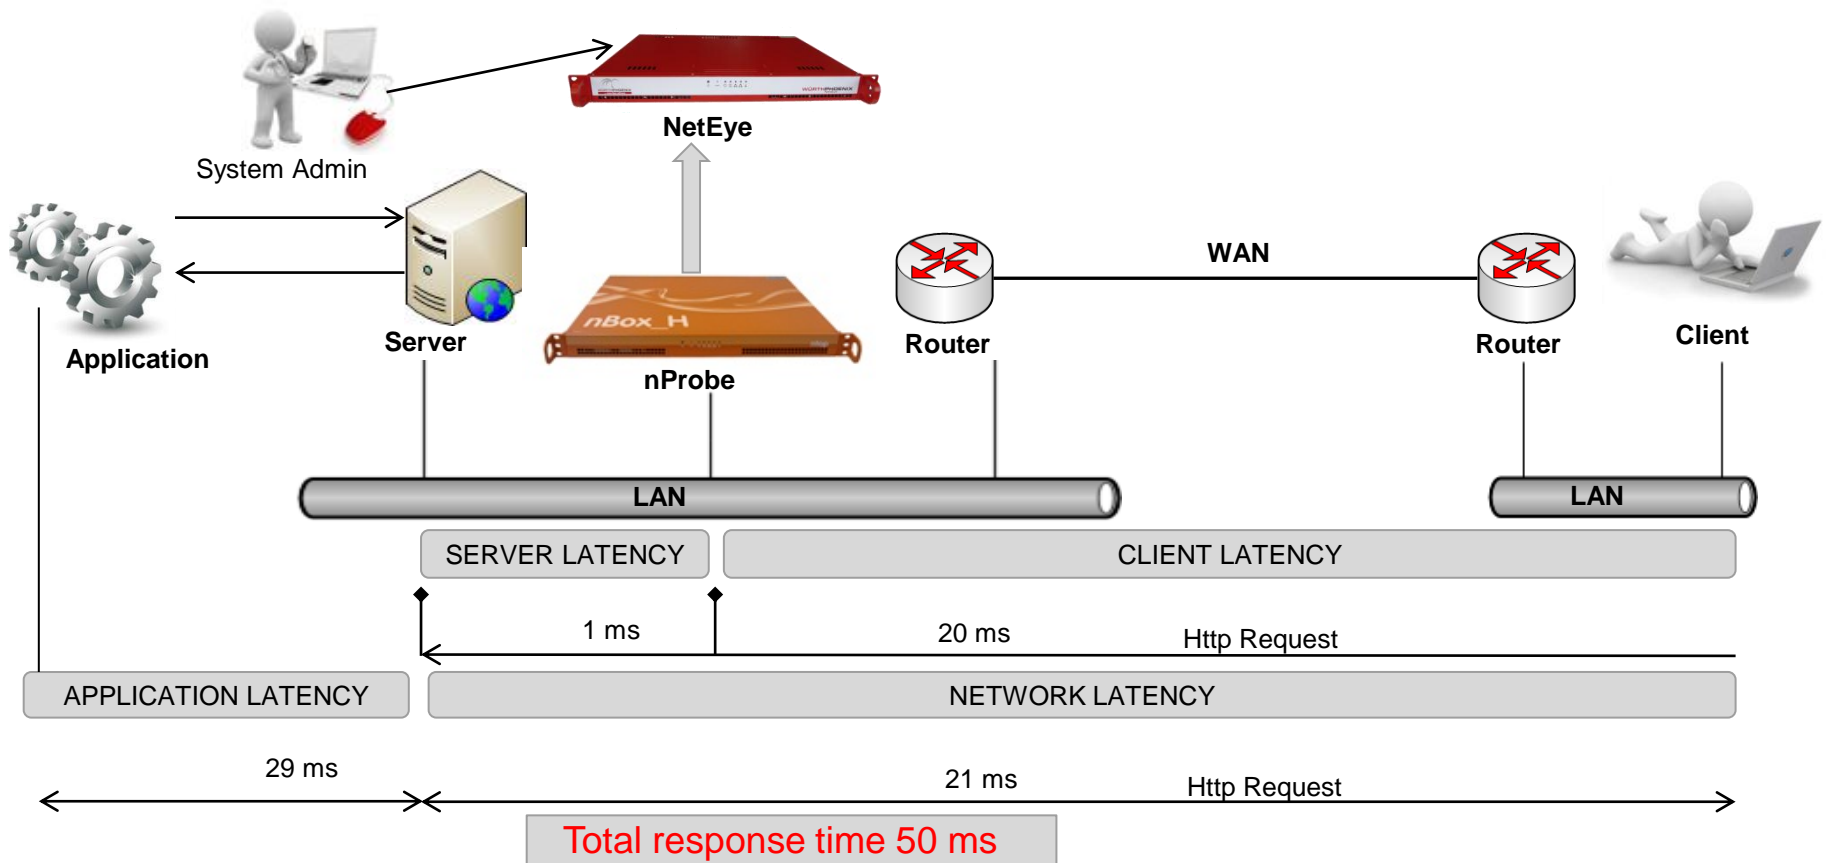 NetEye
System Admin
WORTHPHOENIX
WAN
nBox_H
Application
Server
nProbe
Router
Router
Client
LAN
LAN
SERVER LATENCY
CLIENT LATENCY
1 ms
20 ms
Http Request
APPLICATION LATENCY
NETWORK LATENCY
29 ms
21 ms
Http Request
Total response time 50 ms